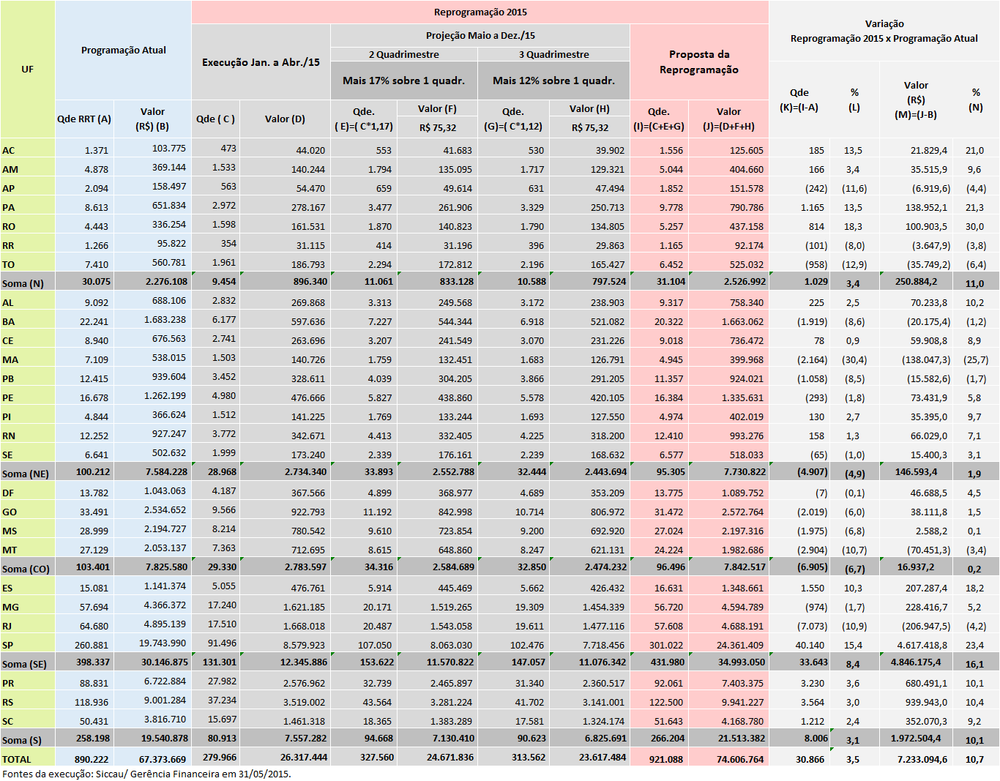 UF
Programação Atual
Reprogramação 2015
Variação
Reprogramação 2015 x Programação Atual
Execução Jan. a Abr./15
Projeção Maio a Dez./15
Proposta da
Reprogramação
2 Quadrimestre
3 Quadrimestre
Mais 17% sobre 1 quadr.
Mais 12% sobre 1 quadr.
Qde RRT (A)
Valor
(R$) (B)
Qde ( C )
Valor (D)
Qde.
( E)=( C*1,17)
Valor (F)
R$ 75,32
Qde.
(G)=( C*1,12)
Valor (H)
R$ 75,32
Qde.
(I)=(C+E+G)
Valor
(J)=(D+F+H)
Qde
(K)=(I-A)
%
(L)
Valor
(R$)
(M)=(J-B)
%
(N)
AC 1.371 103.775 473 44.020 553 41.683 530 39.902 1.556 125.605 185 13,5 21.829,4 21,0
AM 4.878 369.144 1.533 140.244 1.794 135.095 1.717 129.321 5.044 404.660 166 3,4 35.515,9 9,6
AP 2.094 158.497 563 54.470 659 49.614 631 47.494 1.852 151.578 (242) (11,6) (6.919,6) (4,4)
PA 8.613 651.834 2.972 278.167 3.477 261.906 3.329 250.713 9.778 790.786 1.165 13,5 138.952,1 21,3
RO 4.443 336.254 1.598 161.531 1.870 140.823 1.790 134.805 5.257 437.158 814 18,3 100.903,5 30,0
RR 1.266 95.822 354 31.115 414 31.196 396 29.863 1.165 92.174 (101) (8,0) (3.647,9) (3,8)
TO 7.410 560.781 1.961 186.793 2.294 172.812 2.196 165.427 6.452 525.032 (958) (12,9) (35.749,2) (6,4)
Soma (N) 30.075 2.276.108 9.454 896.340 11.061 833.128 10.588 797.524 31.104 2.526.992 1.029 3,4 250.884,2 11,0
AL 9.092 688.106 2.832 269.868 3.313 249.568 3.172 238.903 9.317 758.340 225 2,5 70.233,8 10,2
BA 22.241 1.683.238 6.177 597.636 7.227 544.344 6.918 521.082 20.322 1.663.062 (1.919) (8,6) (20.175,4) (1,2)
CE 8.940 676.563 2.741 263.696 3.207 241.549 3.070 231.226 9.018 736.472 78 0,9 59.908,8 8,9
MA 7.109 538.015 1.503 140.726 1.759 132.451 1.683 126.791 4.945 399.968 (2.164) (30,4) (138.047,3) (25,7)
PB 12.415 939.604 3.452 328.611 4.039 304.205 3.866 291.205 11.357 924.021 (1.058) (8,5) (15.582,6) (1,7)
PE 16.678 1.262.199 4.980 476.666 5.827 438.860 5.578 420.105 16.384 1.335.631 (293) (1,8) 73.431,9 5,8
PI 4.844 366.624 1.512 141.225 1.769 133.244 1.693 127.550 4.974 402.019 130 2,7 35.395,0 9,7
RN 12.252 927.247 3.772 342.671 4.413 332.405 4.225 318.200 12.410 993.276 158 1,3 66.029,0 7,1
SE 6.641 502.632 1.999 173.240 2.339 176.161 2.239 168.632 6.577 518.033 (65) (1,0) 15.400,3 3,1
Soma (NE) 100.212 7.584.228 28.968 2.734.340 33.893 2.552.788 32.444 2.443.694 95.305 7.730.822 (4.907) (4,9) 146.593,4 1,9
DF 13.782 1.043.063 4.187 367.566 4.899 368.977 4.689 353.209 13.775 1.089.752 (7) (0,1) 46.688,5 4,5
GO 33.491 2.534.652 9.566 922.793 11.192 842.998 10.714 806.972 31.472 2.572.764 (2.019) (6,0) 38.111,8 1,5
MS 28.999 2.194.727 8.214 780.542 9.610 723.854 9.200 692.920 27.024 2.197.316 (1.975) (6,8) 2.588,2 0,1
MT 27.129 2.053.137 7.363 712.695 8.615 648.860 8.247 621.131 24.224 1.982.686 (2.904) (10,7) (70.451,3) (3,4)
Soma (CO) 103.401 7.825.580 29.330 2.783.597 34.316 2.584.689 32.850 2.474.232 96.496 7.842.517 (6.905) (6,7) 16.937,2 0,2
ES 15.081 1.141.374 5.055 476.761 5.914 445.469 5.662 426.432 16.631 1.348.661 1.550 10,3 207.287,4 18,2
MG 57.694 4.366.372 17.240 1.621.185 20.171 1.519.265 19.309 1.454.339 56.720 4.594.789 (974) (1,7) 228.416,7 5,2
RJ 64.680 4.895.139 17.510 1.668.018 20.487 1.543.058 19.611 1.477.116 57.608 4.688.191 (7.073) (10,9) (206.947,5) (4,2)
SP 260.881 19.743.990 91.496 8.579.923 107.050 8.063.030 102.476 7.718.456 301.022 24.361.409 40.140 15,4 4.617.418,8 23,4
Soma (SE) 398.337 30.146.875 131.301 12.345.886 153.622 11.570.822 147.057 11.076.342 431.980 34.993.050 33.643 8,4 4.846.175,4 16,1
PR 88.831 6.722.884 27.982 2.576.962 32.739 2.465.897 31.340 2.360.517 92.061 7.403.375 3.230 3,6 680.491,1 10,1
RS 118.936 9.001.284 37.234 3.519.002 43.564 3.281.224 41.702 3.141.001 122.500 9.941.227 3.564 3,0 939.943,0 10,4
SC 50.431 3.816.710 15.697 1.461.318 18.365 1.383.289 17.581 1.324.174 51.643 4.168.780 1.212 2,4 352.070,3 9,2
Soma (S) 258.198 19.540.878 80.913 7.557.282 94.668 7.130.410 90.623 6.825.691 266.204 21.513.382 8.006 3,1 1.972.504,4 10,1
TOTAL 890.222 67.373.669 279.966 26.317.444 327.560 24.671.836 313.562 23.617.484 921.088 74.606.764 30.866 3,5 7.233.094,6 10,7
Fontes da execução: Siccau/ Gerência Financeira em 31/05/2015.